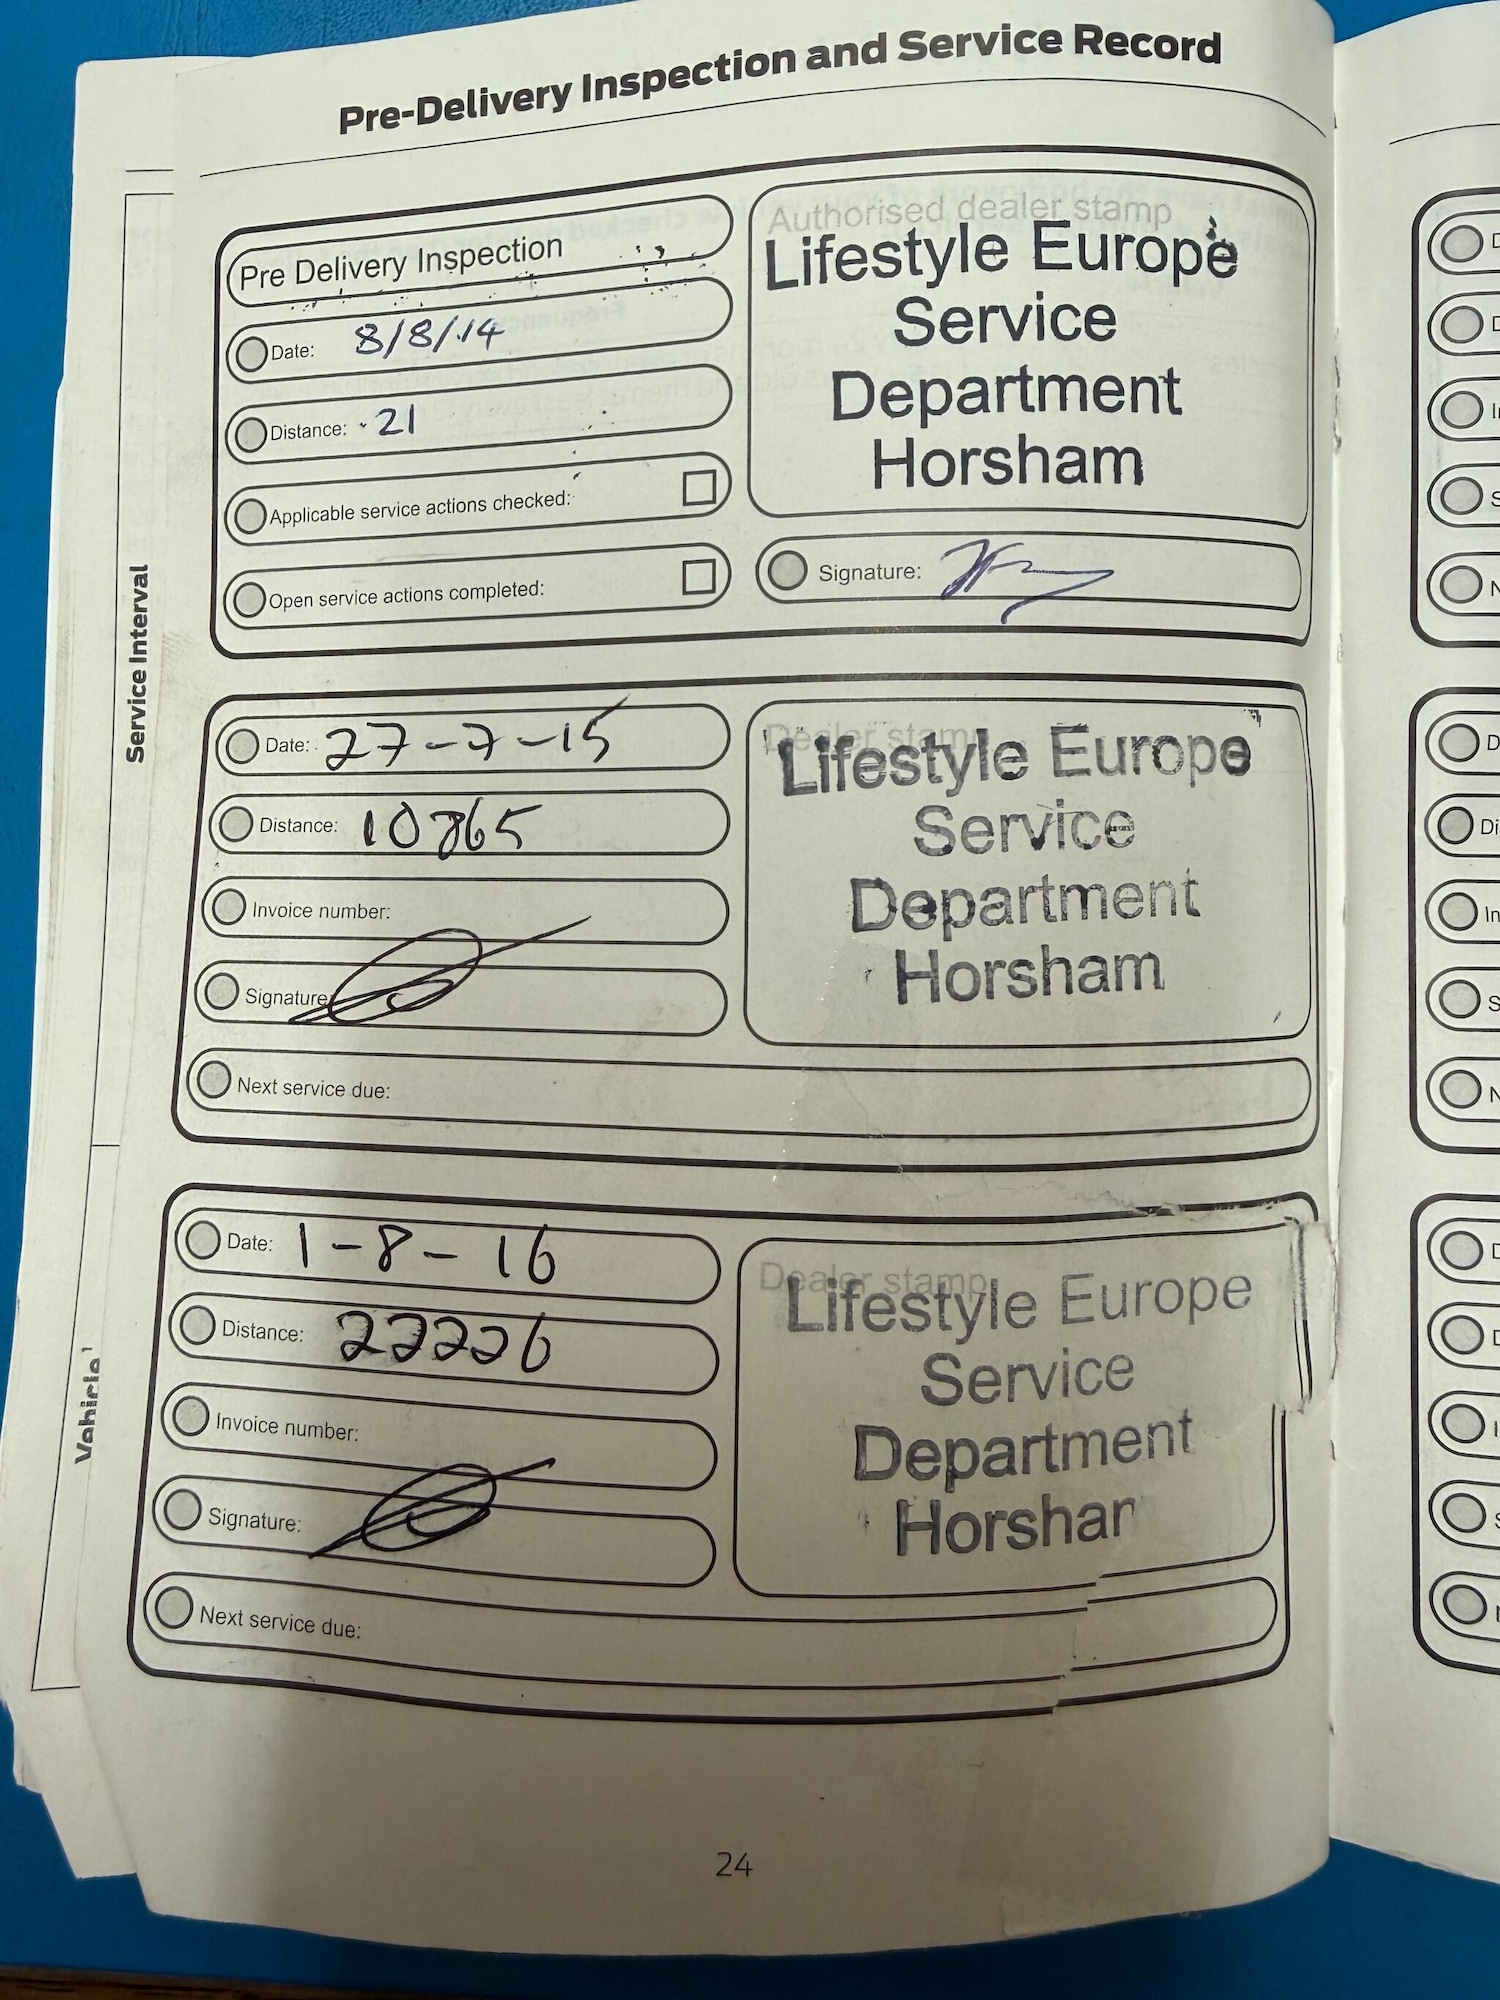 Pre-Delivery Inspection and Service Record
Pre Delivery Inspection
Date: 8/8/14
Distance: 21
Applicable service actions checked:
Open service actions completed:
Authorised dealer stamp
Lifestyle Europe
Service
Department
Horsham
Signature:
Date: 27-7-15
Distance: 10865
Invoice number:
Signature
Next service due:
Dealer stamp
Lifestyle Europe
Service
Department
Horsham
Date: 1-8-16
Distance: 22226
Invoice number:
Signature:
Next service due:
Dealer stamp
Lifestyle Europe
Service
Department
Horshar
24
Service Interval
Vehicle